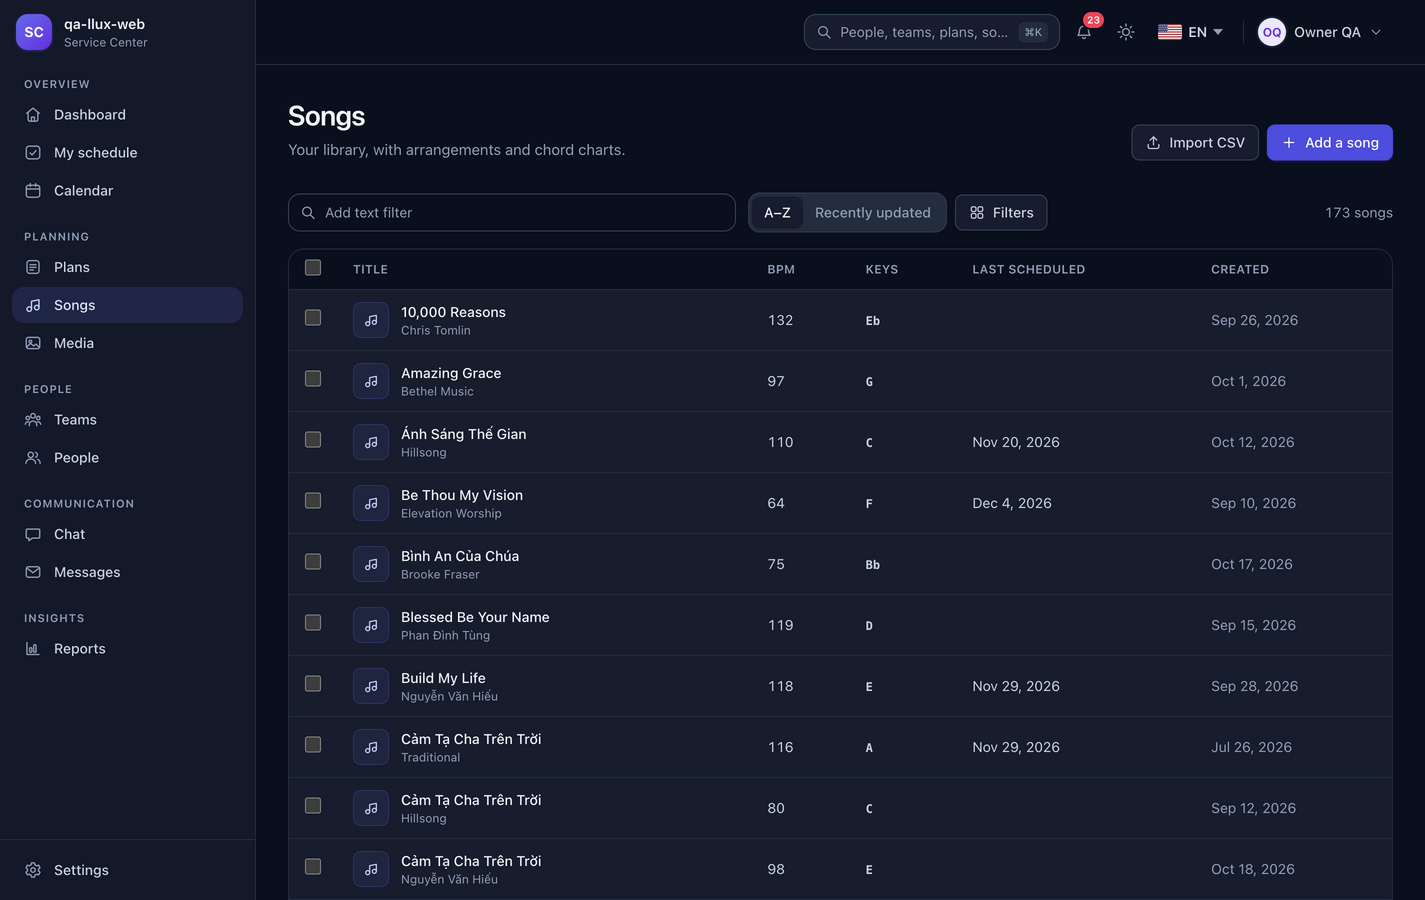 SC
qa-llux-web
Service Center
OVERVIEW
Dashboard
My schedule
Calendar
PLANNING
Plans
Songs
Media
PEOPLE
Teams
People
COMMUNICATION
Chat
Messages
INSIGHTS
Reports
Settings
People, teams, plans, so... ⌘K
23
EN
OQ Owner QA
Songs
Your library, with arrangements and chord charts.
Import CSV
Add a song
Add text filter
A–Z Recently updated
Filters
173 songs
TITLE BPM KEYS LAST SCHEDULED CREATED
10,000 Reasons
Chris Tomlin
132 Eb Sep 26, 2026
Amazing Grace
Bethel Music
97 G Oct 1, 2026
Ánh Sáng Thế Gian
Hillsong
110 C Nov 20, 2026 Oct 12, 2026
Be Thou My Vision
Elevation Worship
64 F Dec 4, 2026 Sep 10, 2026
Bình An Của Chúa
Brooke Fraser
75 Bb Oct 17, 2026
Blessed Be Your Name
Phan Đình Tùng
119 D Sep 15, 2026
Build My Life
Nguyễn Văn Hiếu
118 E Nov 29, 2026 Sep 28, 2026
Cảm Tạ Cha Trên Trời
Traditional
116 A Nov 29, 2026 Jul 26, 2026
Cảm Tạ Cha Trên Trời
Hillsong
80 C Sep 12, 2026
Cảm Tạ Cha Trên Trời
Nguyễn Văn Hiếu
98 E Oct 18, 2026